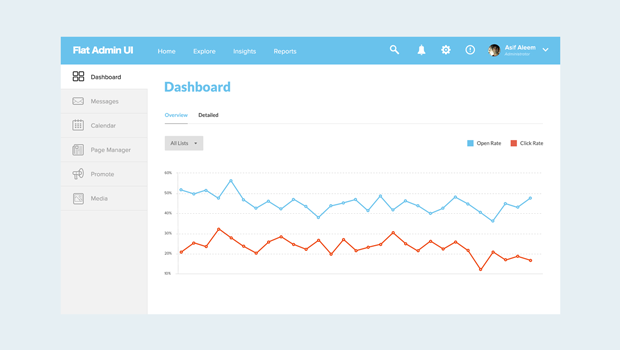 Flat Admin UI
Home
Explore
Insights
Reports
Asif Aleem
Administrator
Dashboard
Messages
Calendar
Page Manager
Promote
Media
Dashboard
Overview
Detailed
All Lists
Open Rate
Click Rate
60%
50%
40%
30%
20%
10%